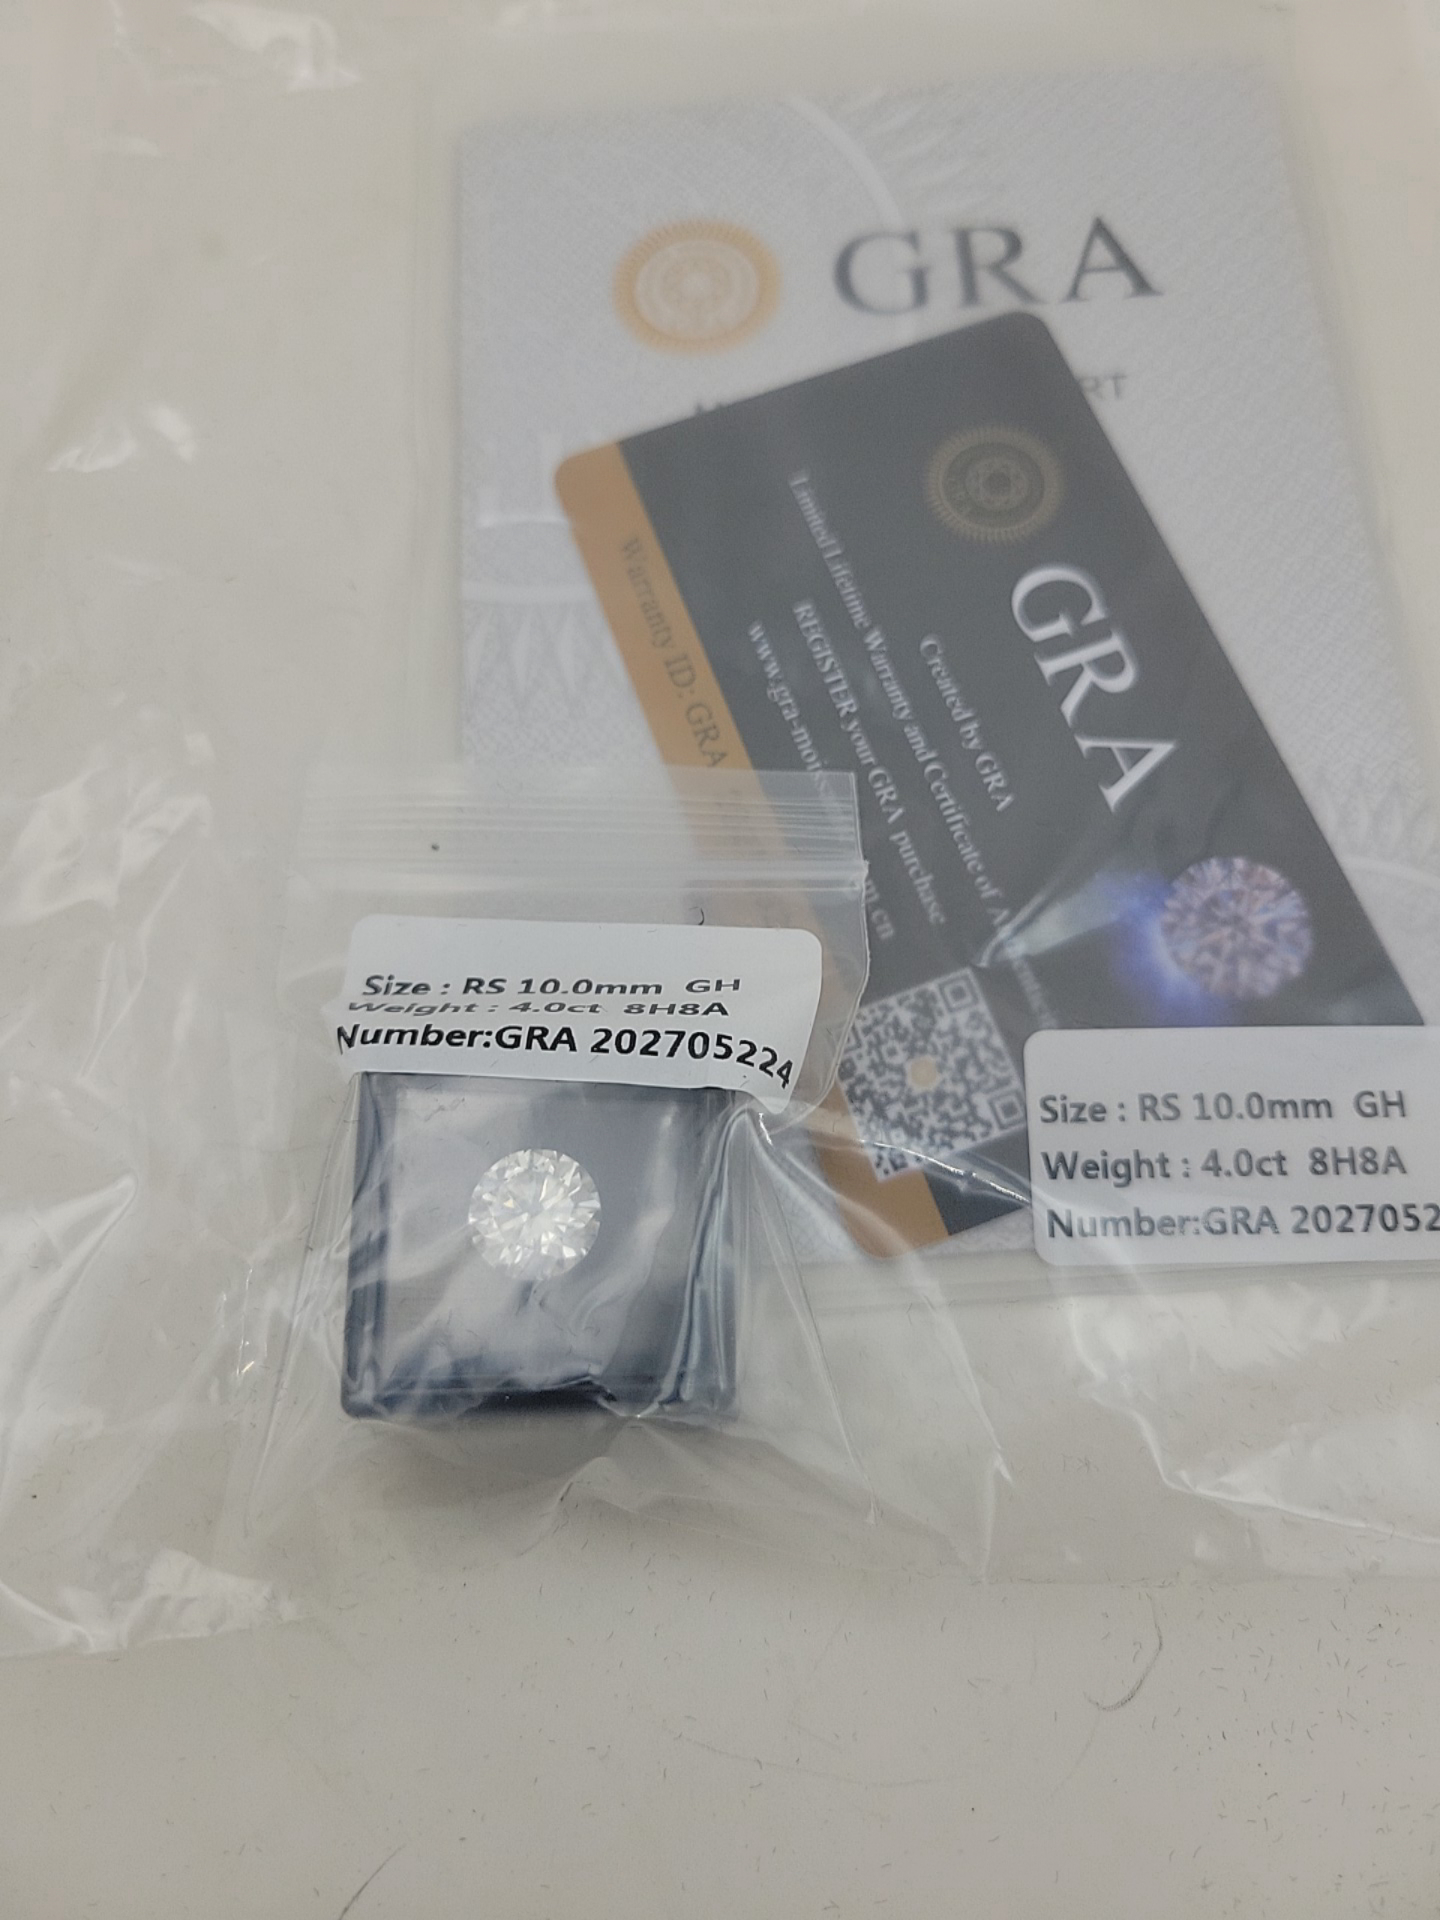 GRA
RT
GRA
Created by GRA
Limited Lifetime Warranty and Certificate of
REGISTER your GRA purchase
www.gra-mois
m.cn
Warranty ID: GRA
Size : RS 10.0mm GH
Weight : 4.0ct 8H8A
Number:GRA 202705224
Size : RS 10.0mm GH
Weight : 4.0ct 8H8A
Number:GRA 2027052